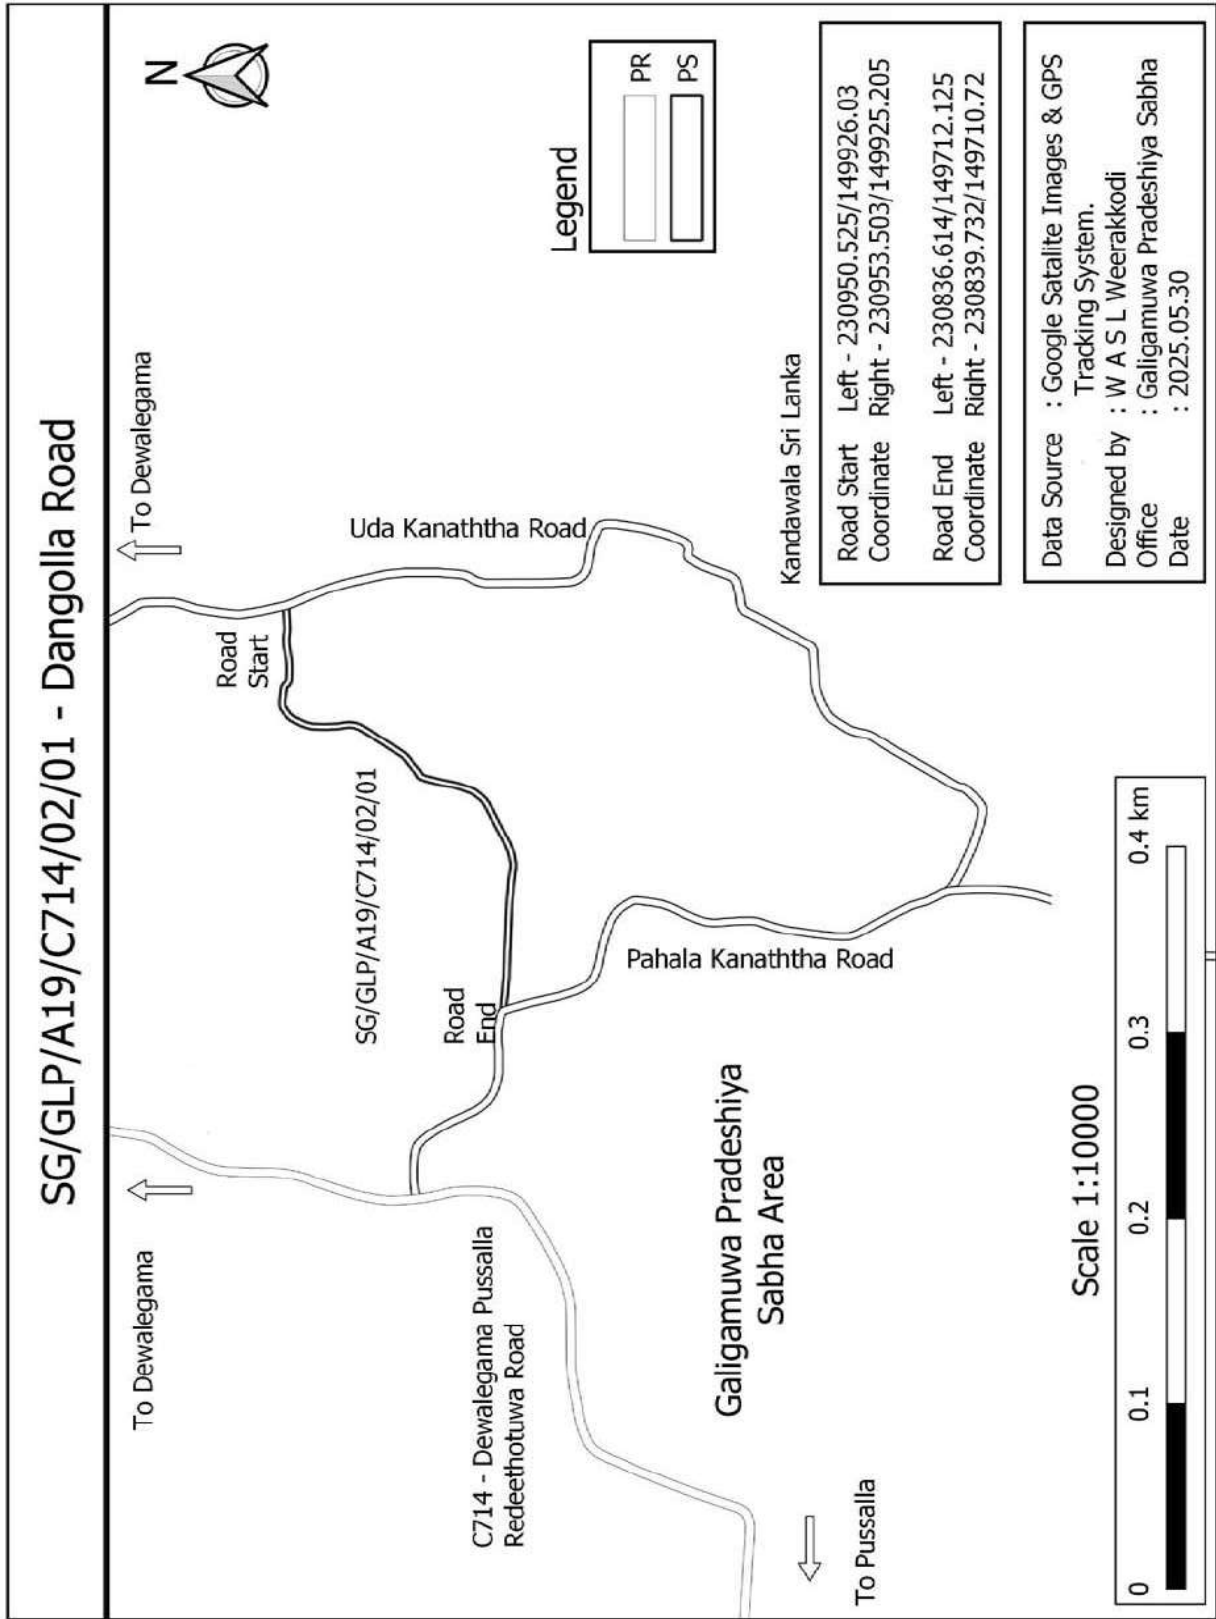 SG/GLP/A19/C714/02/01 - Dangolla Road
N
To Dewalegama
To Dewalegama
Road
Start
Uda Kanaththa Road
SG/GLP/A19/C714/02/01
Road
End
C714 - Dewalegama Pussalla
Redeethotuwa Road
Pahala Kanaththa Road
Galigamuwa Pradeshiya
Sabha Area
To Pussalla
Legend
PR
PS
Kandawala Sri Lanka
Road Start Left - 230950.525/149926.03
Coordinate Right - 230953.503/149925.205
Road End Left - 230836.614/149712.125
Coordinate Right - 230839.732/149710.72
Data Source : Google Satalite Images & GPS
Tracking System.
Designed by : W A S L Weerakkodi
Office : Galigamuwa Pradeshiya Sabha
Date : 2025.05.30
Scale 1:10000
0 0.1 0.2 0.3 0.4 km